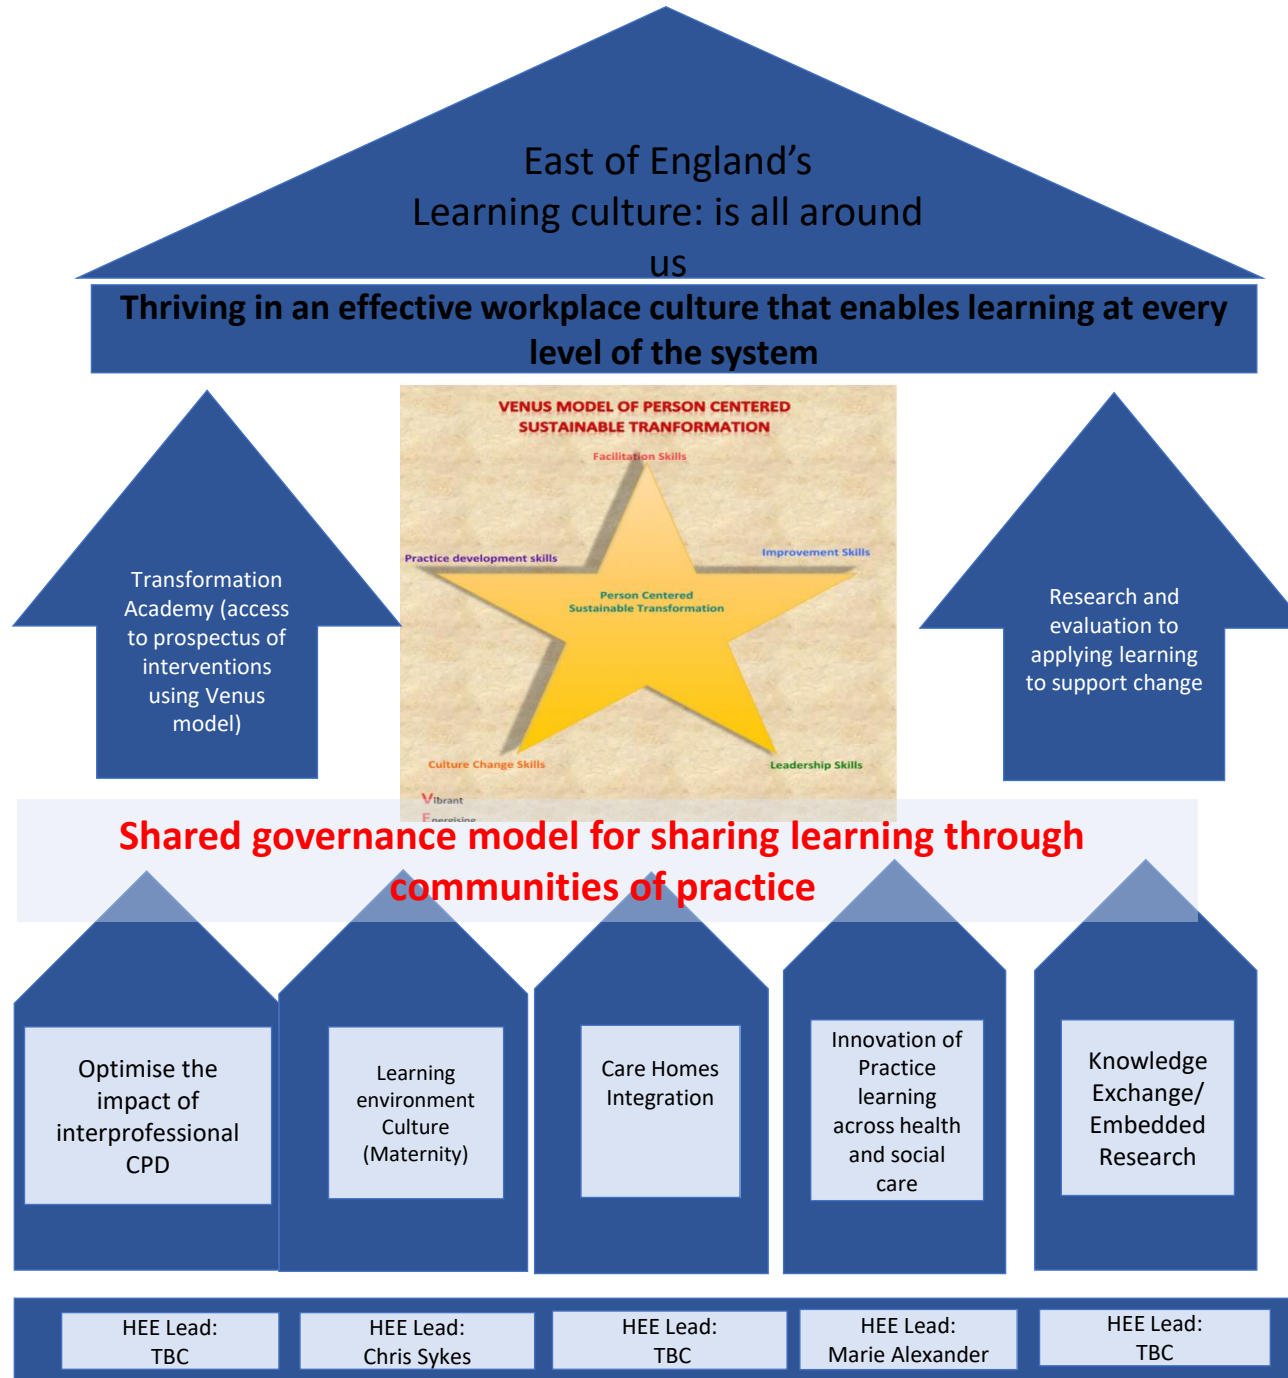 East of England’s
Learning culture: is all around
us
Thriving in an effective workplace culture that enables learning at every
level of the system
Transformation
Academy (access
to prospectus of
interventions
using Venus
model)
VENUS MODEL OF PERSON CENTERED
SUSTAINABLE TRANFORMATION
Facilitation Skills
Practice development skills
Improvement Skills
Person Centered
Sustainable Transformation
Culture Change Skills
Leadership Skills
Vibrant
Energising
Research and
evaluation to
applying learning
to support change
Shared governance model for sharing learning through
communities of practice
Optimise the
impact of
interprofessional
CPD
Learning
environment
Culture
(Maternity)
Care Homes
Integration
Innovation of
Practice
learning
across health
and social
care
Knowledge
Exchange/
Embedded
Research
HEE Lead:
TBC
HEE Lead:
Chris Sykes
HEE Lead:
TBC
HEE Lead:
Marie Alexander
HEE Lead:
TBC